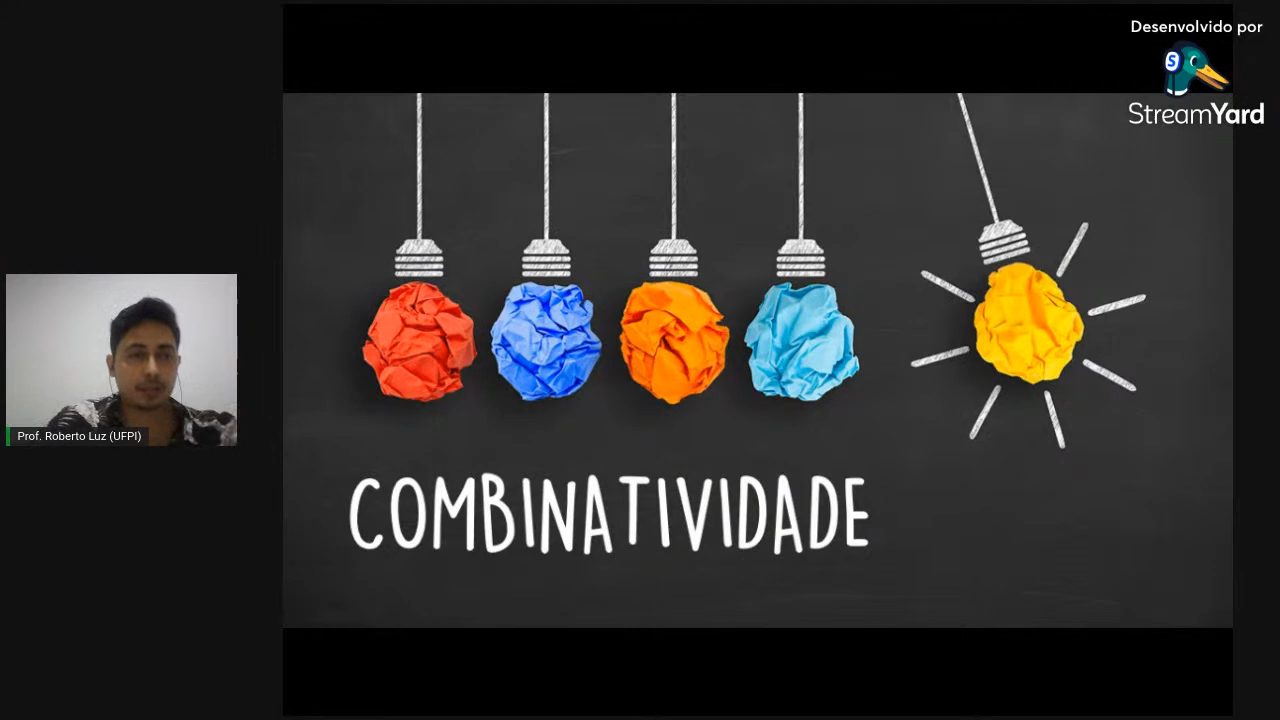 Desenvolvido por
StreamYard
Prof. Roberto Luz (UFPI)
COMBINATIVIDADE